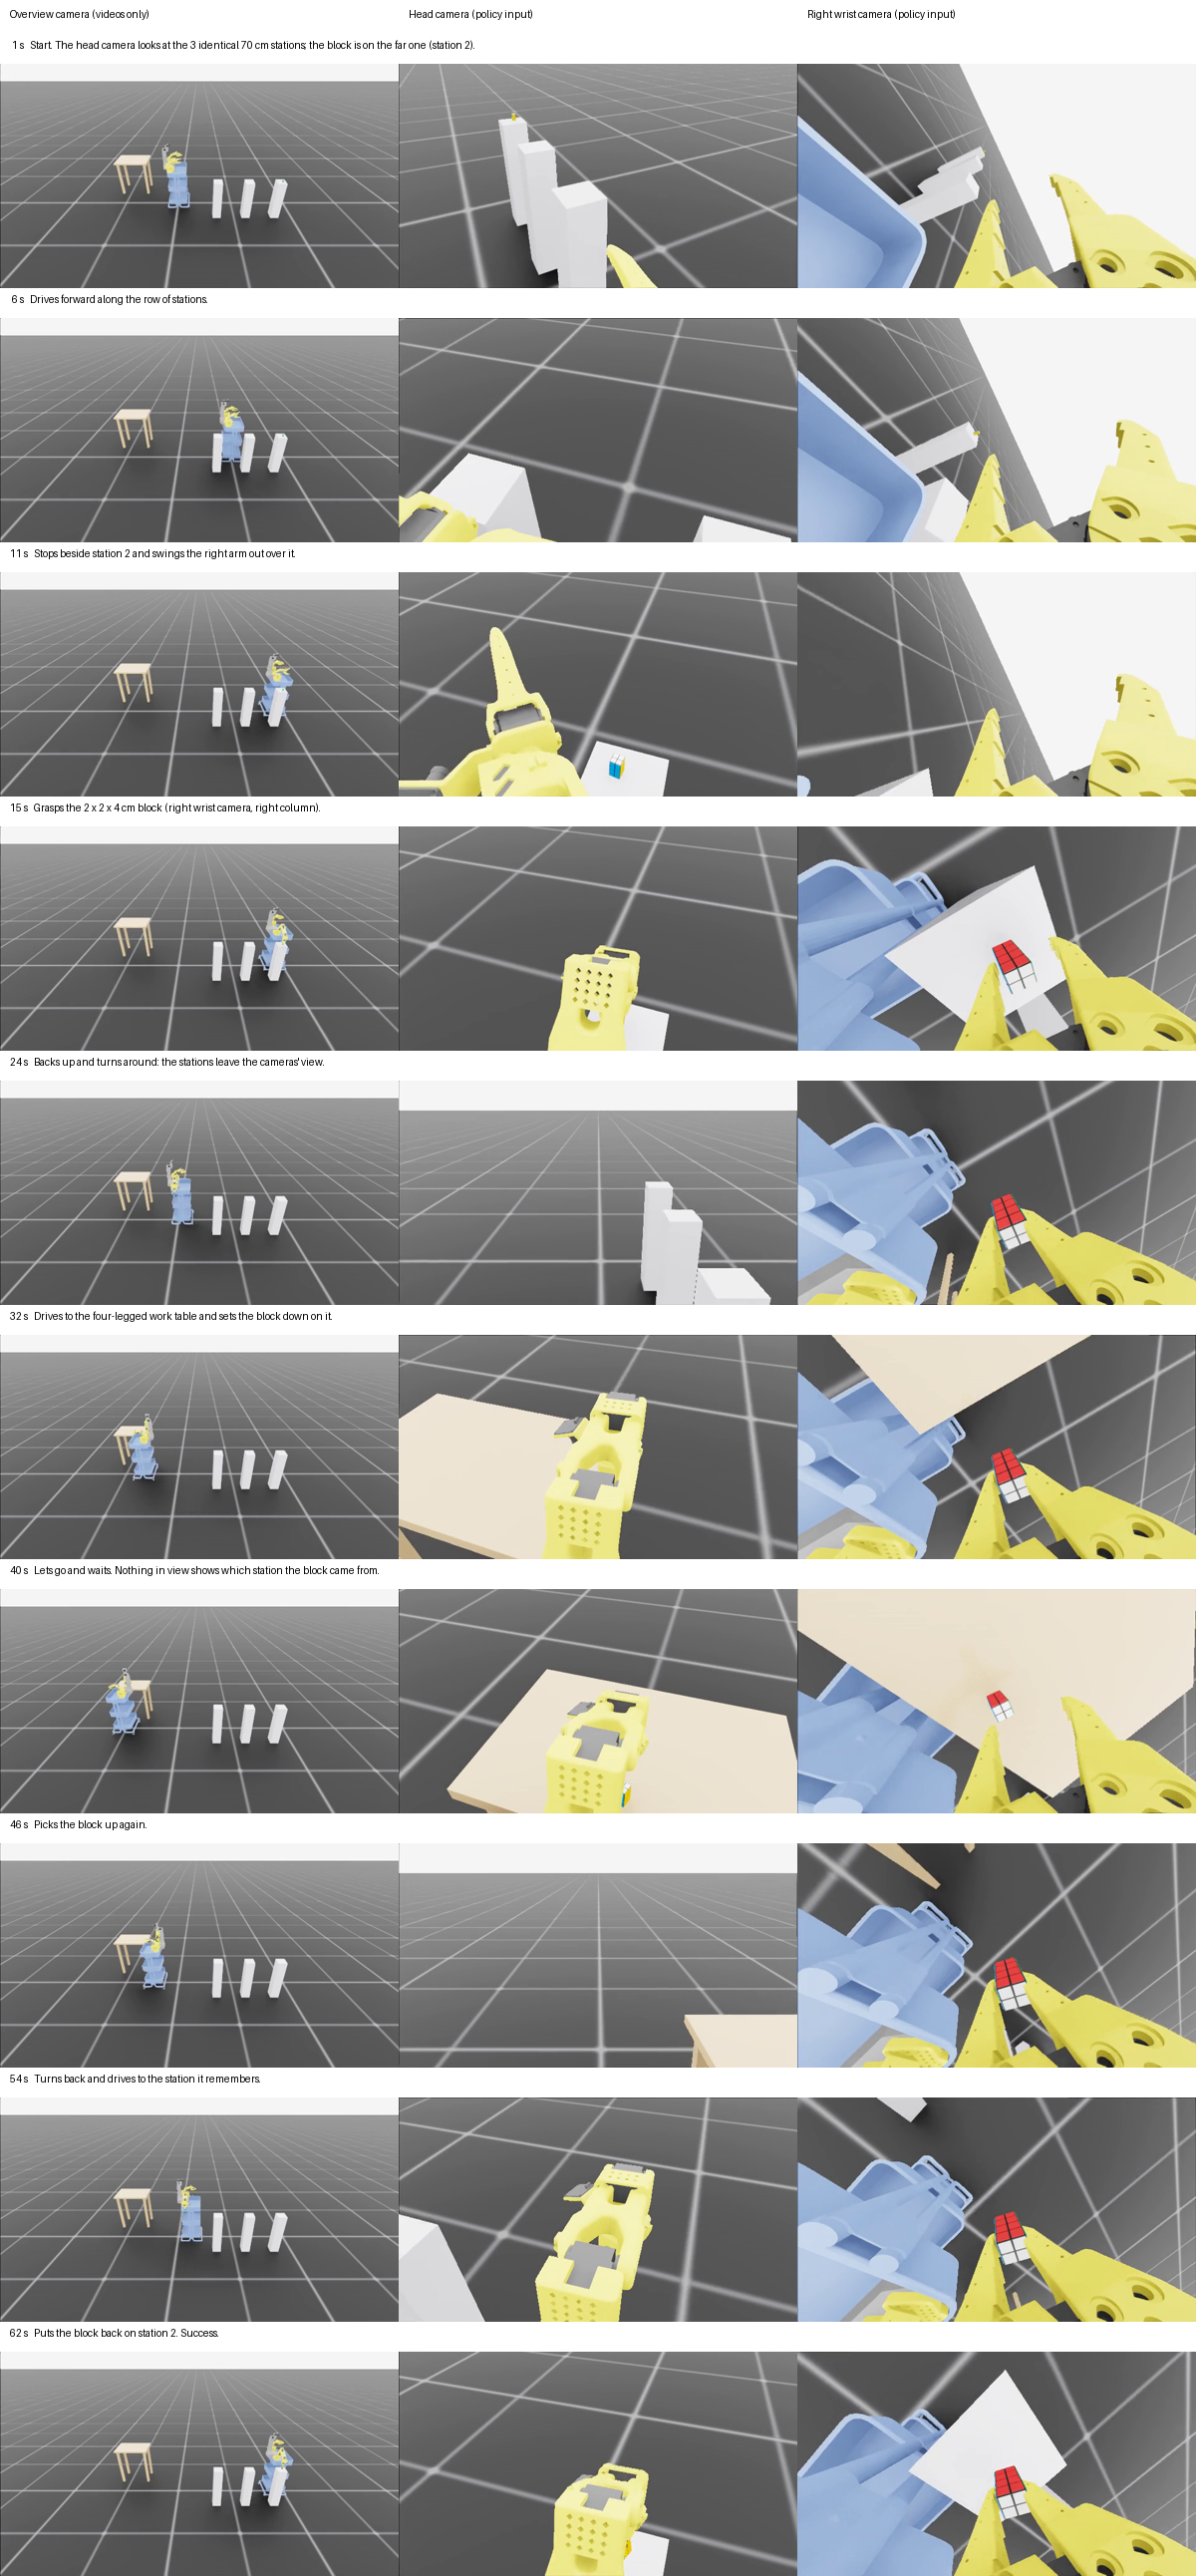 Overview camera (videos only)
Head camera (policy input)
Right wrist camera (policy input)
1 s Start. The head camera looks at the 3 identical 70 cm stations; the block is on the far one (station 2).
6 s Drives forward along the row of stations.
11 s Stops beside station 2 and swings the right arm out over it.
15 s Grasps the 2 x 2 x 4 cm block (right wrist camera, right column).
24 s Backs up and turns around: the stations leave the cameras' view.
32 s Drives to the four-legged work table and sets the block down on it.
40 s Lets go and waits. Nothing in view shows which station the block came from.
46 s Picks the block up again.
54 s Turns back and drives to the station it remembers.
62 s Puts the block back on station 2. Success.